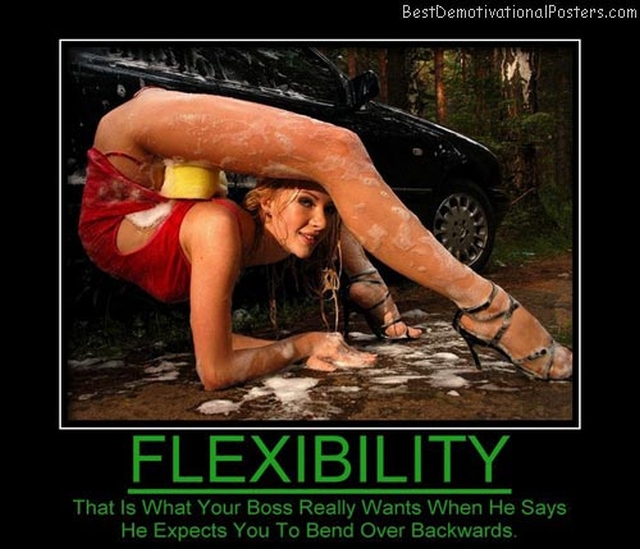 BestDemotivationalPosters.com
FLEXIBILITY
That Is What Your Boss Really Wants When He Says
He Expects You To Bend Over Backwards.